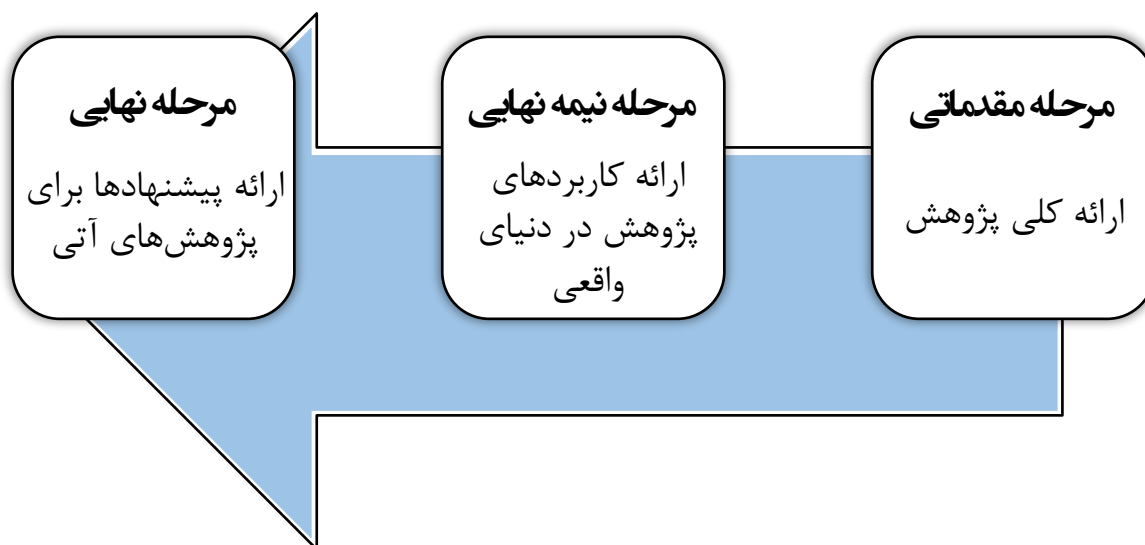 مرحله مقدماتی
ارائه کلی پژوهش
مرحله نیمه نهایی
ارائه کاربردهای
پژوهش در دنیای
واقعی
مرحله نهایی
ارائه پیشنهادها برای
پژوهش‌های آتی